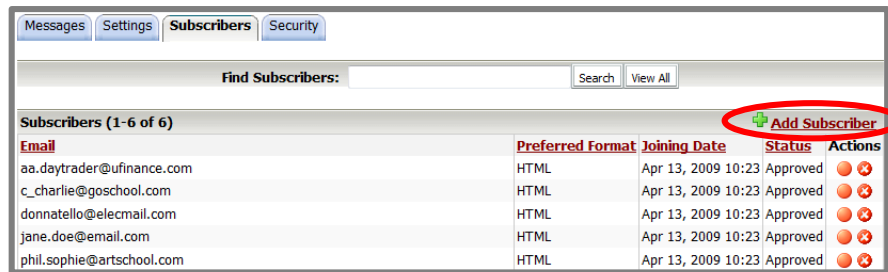 Messages Settings Subscribers Security
Find Subscribers: Search View All
Subscribers (1-6 of 6) Add Subscriber
Email Preferred Format Joining Date Status Actions
aa.daytrader@ufinance.com HTML Apr 13, 2009 10:23 Approved
c_charlie@goschool.com HTML Apr 13, 2009 10:23 Approved
donnatello@elecmail.com HTML Apr 13, 2009 10:23 Approved
jane.doe@email.com HTML Apr 13, 2009 10:23 Approved
phil.sophie@artschool.com HTML Apr 13, 2009 10:23 Approved